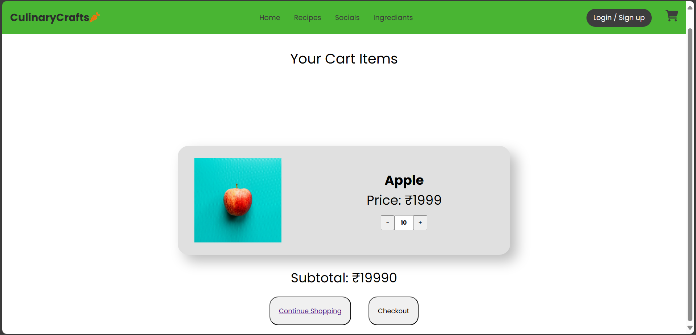 CulinaryCrafts
Home Recipes Socials Ingrediants Login / Sign up
Your Cart Items
Apple
Price: ₹1999
- 10 +
Subtotal: ₹19990
Continue Shopping Checkout